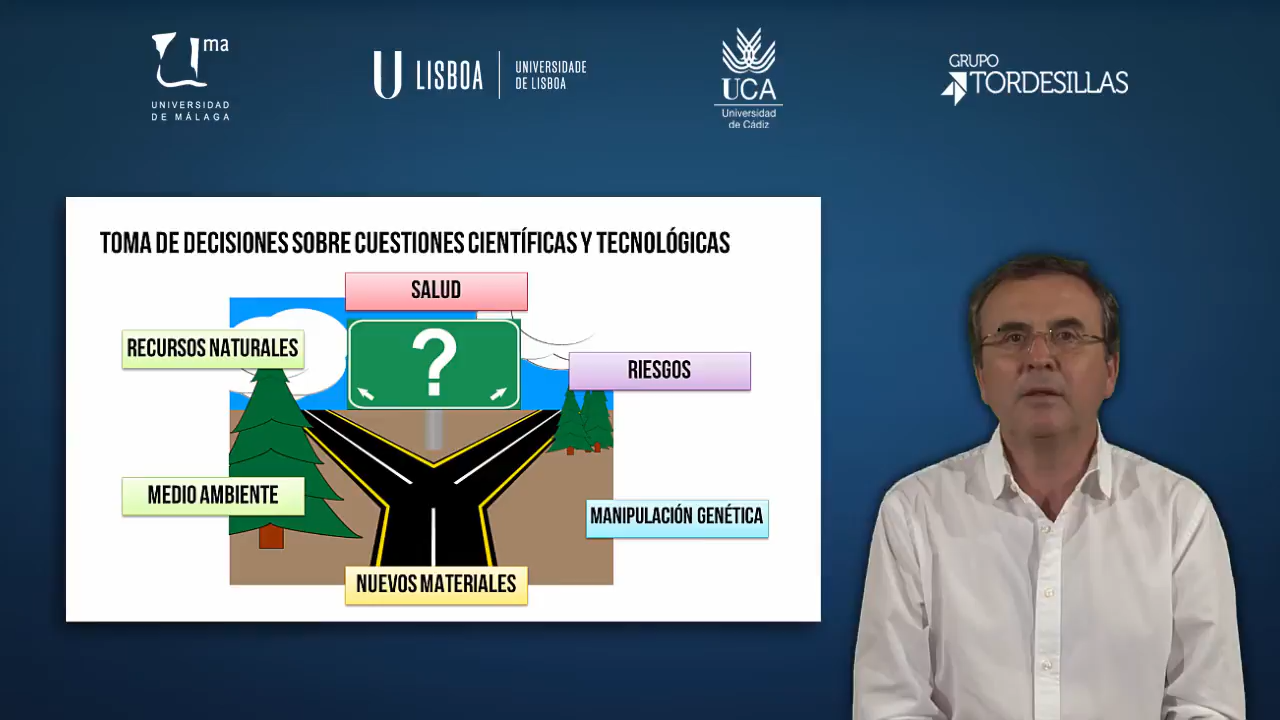 uma
UNIVERSIDAD
DE MÁLAGA
U LISBOA
UNIVERSIDADE
DE LISBOA
UCA
Universidad
de Cádiz
GRUPO
TORDESILLAS
TOMA DE DECISIONES SOBRE CUESTIONES CIENTÍFICAS Y TECNOLÓGICAS
SALUD
?
RECURSOS NATURALES
RIESGOS
MEDIO AMBIENTE
MANIPULACIÓN GENÉTICA
NUEVOS MATERIALES